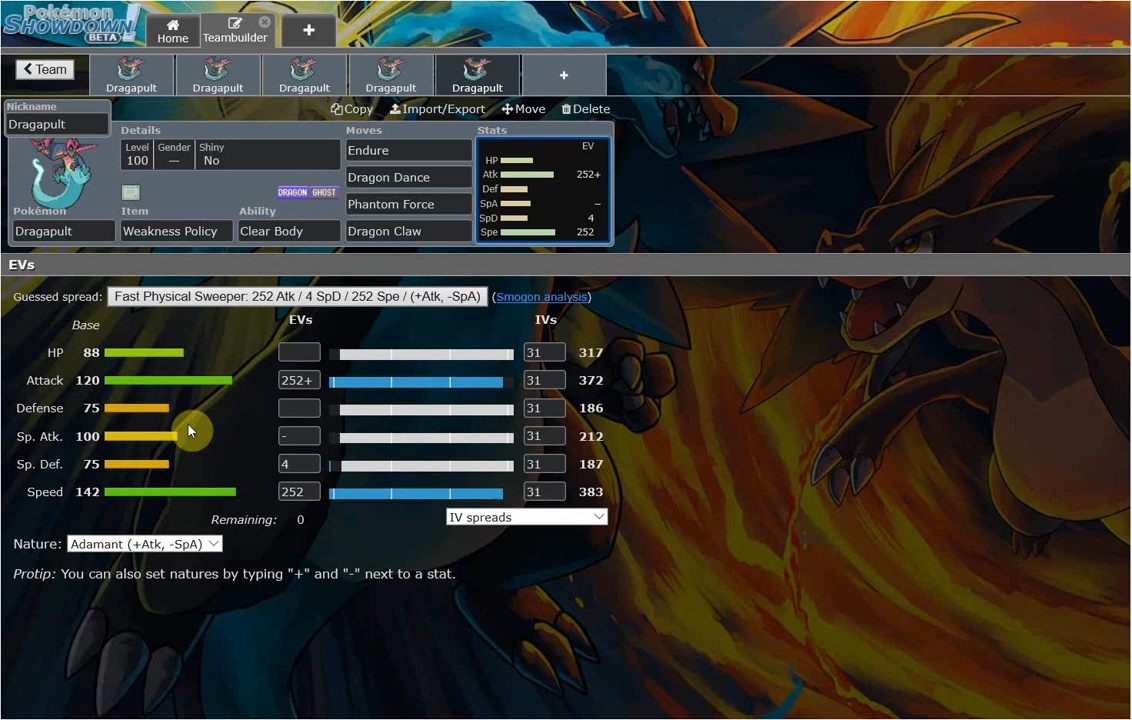 Pokémon
SHOWDOWN!
BETA
Home
Teambuilder
+
Team
Dragapult
Dragapult
Dragapult
Dragapult
Dragapult
+
Copy
Import/Export
Move
Delete
Nickname
Dragapult
Details
Level
100
Gender
—
Shiny
No
DRAGON GHOST
Pokémon
Dragapult
Item
Weakness Policy
Ability
Clear Body
Moves
Endure
Dragon Dance
Phantom Force
Dragon Claw
Stats
EV
HP
Atk 252+
Def
SpA –
SpD 4
Spe 252
EVs
Guessed spread: Fast Physical Sweeper: 252 Atk / 4 SpD / 252 Spe / (+Atk, -SpA) (Smogon analysis)
Base EVs IVs
HP 88 31 317
Attack 120 252+ 31 372
Defense 75 31 186
Sp. Atk. 100 - 31 212
Sp. Def. 75 4 31 187
Speed 142 252 31 383
Remaining: 0 IV spreads
Nature: Adamant (+Atk, -SpA)
Protip: You can also set natures by typing "+" and "-" next to a stat.